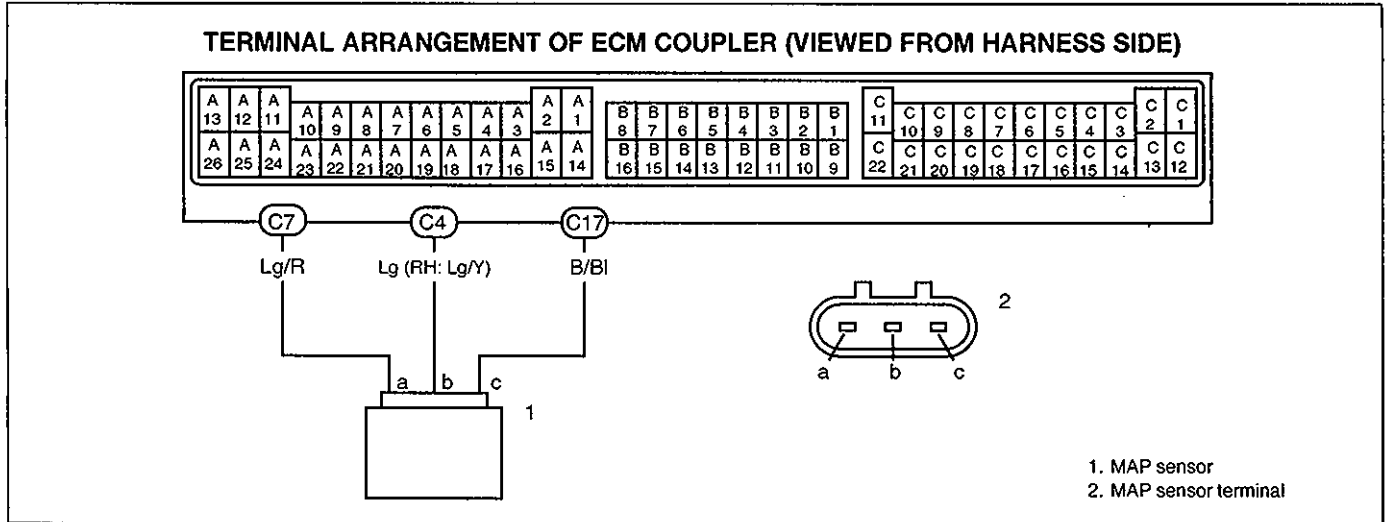 TERMINAL ARRANGEMENT OF ECM COUPLER (VIEWED FROM HARNESS SIDE)
A13 A12 A11 A10 A9 A8 A7 A6 A5 A4 A3 A2 A1 B8 B7 B6 B5 B4 B3 B2 B1 C11 C10 C9 C8 C7 C6 C5 C4 C3 C2 C1
A26 A25 A24 A23 A22 A21 A20 A19 A18 A17 A16 A15 A14 B16 B15 B14 B13 B12 B11 B10 B9 C22 C21 C20 C19 C18 C17 C16 C15 C14 C13 C12
C7 C4 C17
Lg/R Lg (RH: Lg/Y) B/Bl
2
a b c
a b c
1
1. MAP sensor
2. MAP sensor terminal